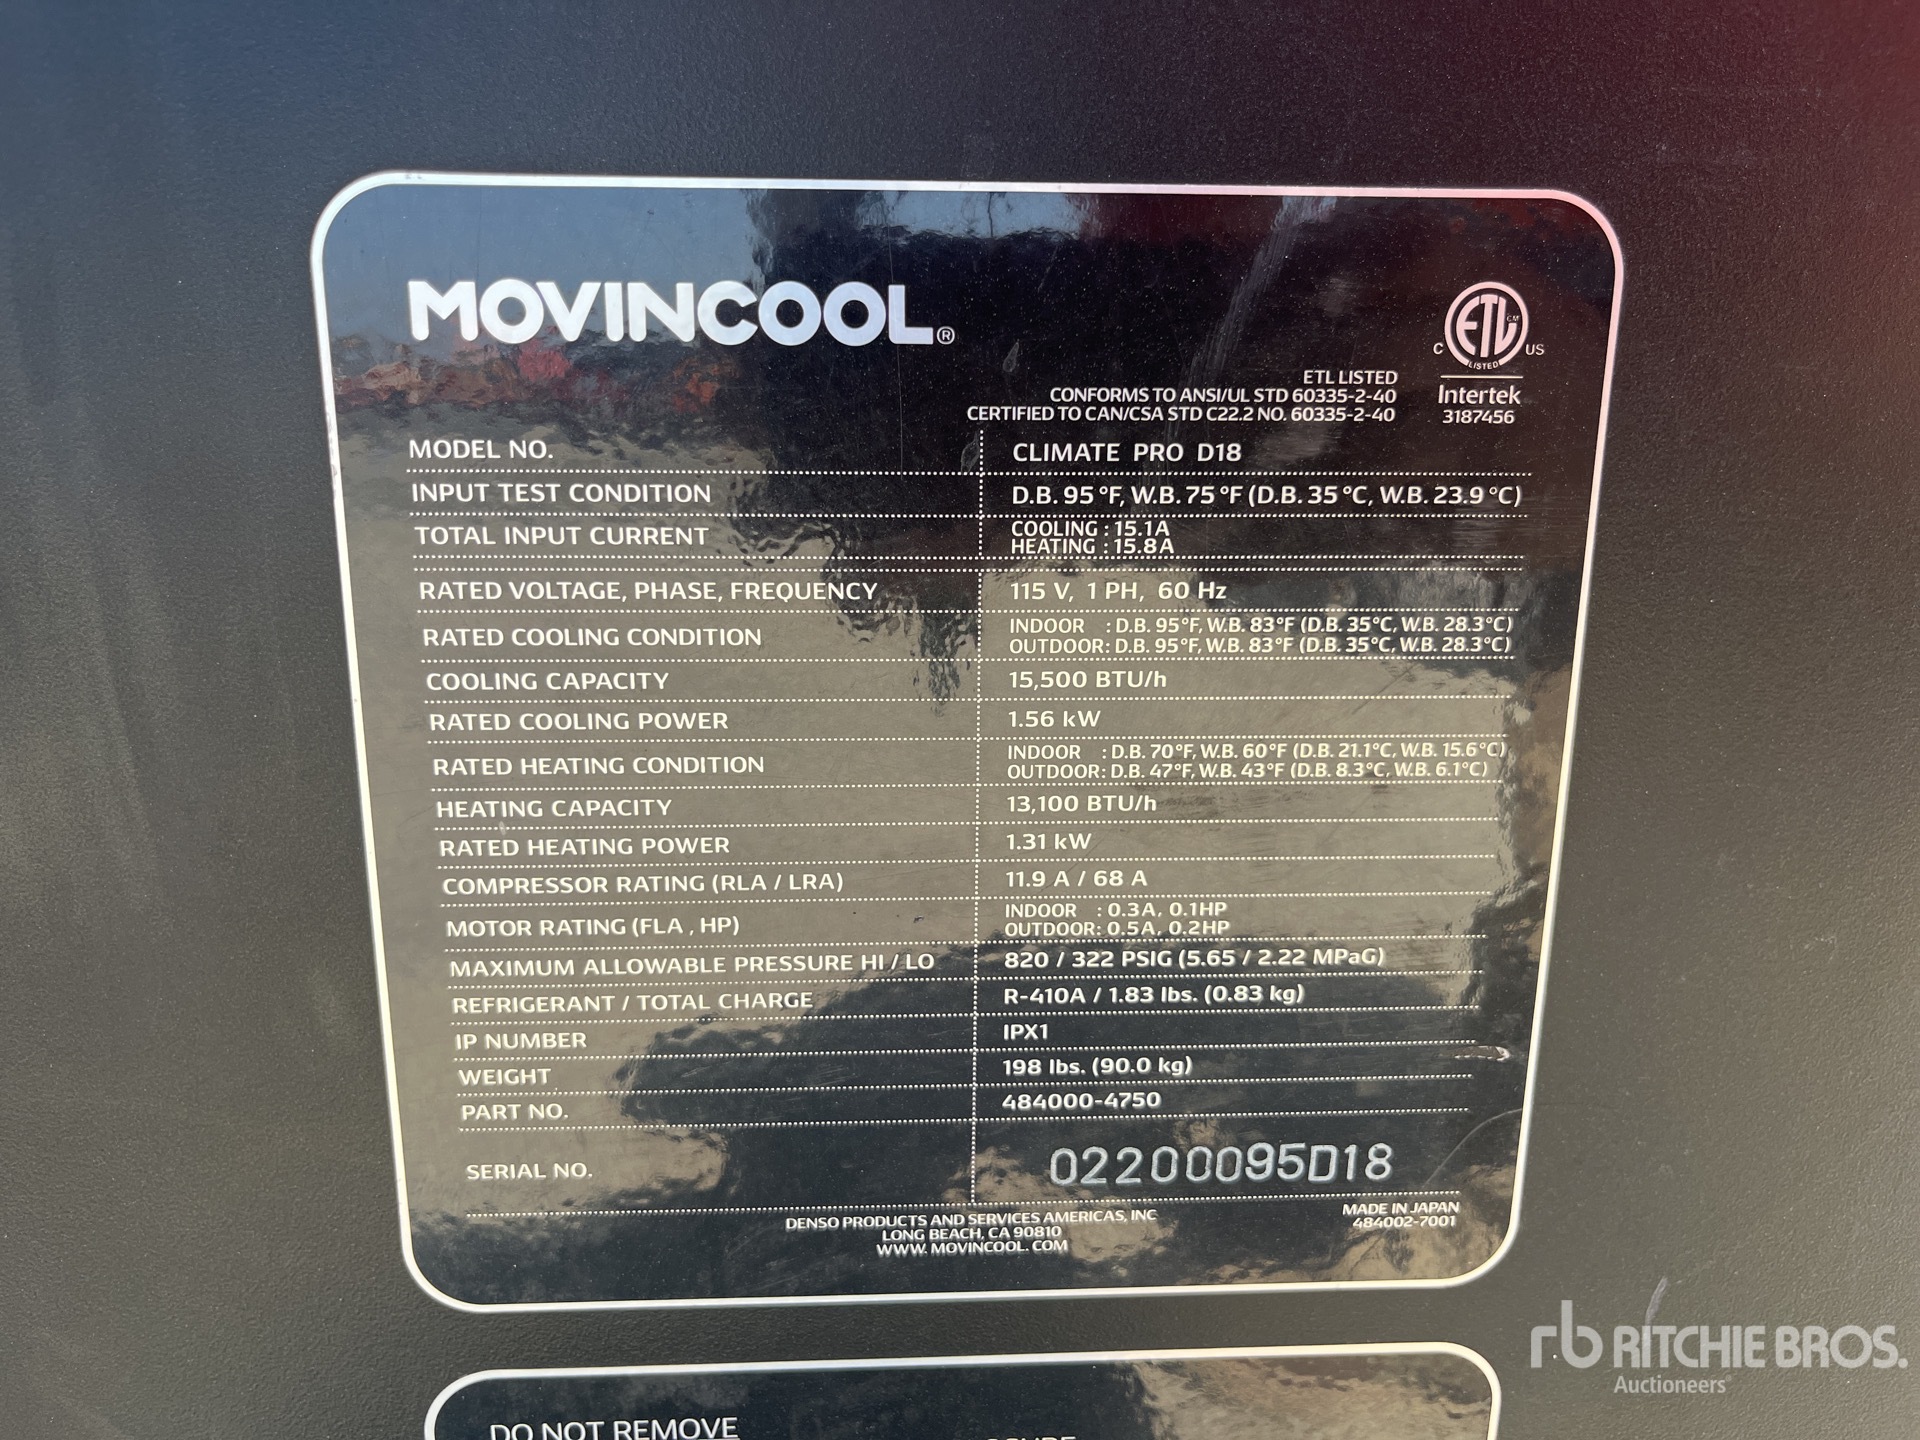 MOVINCOOL®
ETL CM
LISTED
C US
Intertek
3187456
ETL LISTED
CONFORMS TO ANSI/UL STD 60335-2-40
CERTIFIED TO CAN/CSA STD C22.2 NO. 60335-2-40
MODEL NO. CLIMATE PRO D18
INPUT TEST CONDITION D.B. 95°F, W.B. 75°F (D.B. 35°C, W.B. 23.9°C)
TOTAL INPUT CURRENT COOLING : 15.1A
HEATING : 15.8A
RATED VOLTAGE, PHASE, FREQUENCY 115 V, 1 PH, 60 Hz
RATED COOLING CONDITION INDOOR : D.B. 95°F, W.B. 83°F (D.B. 35°C, W.B. 28.3°C)
OUTDOOR: D.B. 95°F, W.B. 83°F (D.B. 35°C, W.B. 28.3°C)
COOLING CAPACITY 15,500 BTU/h
RATED COOLING POWER 1.56 kW
RATED HEATING CONDITION INDOOR : D.B. 70°F, W.B. 60°F (D.B. 21.1°C, W.B. 15.6°C)
OUTDOOR: D.B. 47°F, W.B. 43°F (D.B. 8.3°C, W.B. 6.1°C)
HEATING CAPACITY 13,100 BTU/h
RATED HEATING POWER 1.31 kW
COMPRESSOR RATING (RLA / LRA) 11.9 A / 68 A
MOTOR RATING (FLA , HP) INDOOR : 0.3A, 0.1HP
OUTDOOR: 0.5A, 0.2HP
MAXIMUM ALLOWABLE PRESSURE HI / LO 820 / 322 PSIG (5.65 / 2.22 MPaG)
REFRIGERANT / TOTAL CHARGE R-410A / 1.83 lbs. (0.83 kg)
IP NUMBER IPX1
WEIGHT 198 lbs. (90.0 kg)
PART NO. 484000-4750
SERIAL NO. 02200095D18
DENSO PRODUCTS AND SERVICES AMERICAS, INC
LONG BEACH, CA 90810
WWW. MOVINCOOL. COM
MADE IN JAPAN
484002-7001
DO NOT REMOVE
rb RITCHIE BROS.
Auctioneers